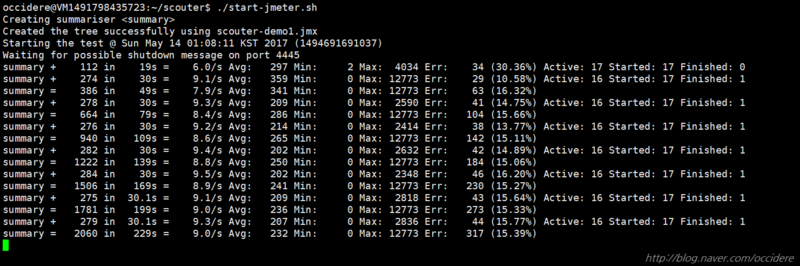 occidere@VM1491798435723:~/scouter$ ./start-jmeter.sh
Creating summariser <summary>
Created the tree successfully using scouter-demo1.jmx
Starting the test @ Sun May 14 01:08:11 KST 2017 (1494691691037)
Waiting for possible shutdown message on port 4445
summary +    112 in    19s =    6.0/s Avg:   297 Min:     2 Max:  4034 Err:    34 (30.36%) Active: 17 Started: 17 Finished: 0
summary +    274 in    30s =    9.1/s Avg:   359 Min:     0 Max: 12773 Err:    29 (10.58%) Active: 16 Started: 17 Finished: 1
summary =    386 in    49s =    7.9/s Avg:   341 Min:     0 Max: 12773 Err:    63 (16.32%)
summary +    278 in    30s =    9.3/s Avg:   209 Min:     0 Max:  2590 Err:    41 (14.75%) Active: 16 Started: 17 Finished: 1
summary =    664 in    79s =    8.4/s Avg:   286 Min:     0 Max: 12773 Err:   104 (15.66%)
summary +    276 in    30s =    9.2/s Avg:   214 Min:     0 Max:  2414 Err:    38 (13.77%) Active: 16 Started: 17 Finished: 1
summary =    940 in   109s =    8.6/s Avg:   265 Min:     0 Max: 12773 Err:   142 (15.11%)
summary +    282 in    30s =    9.4/s Avg:   202 Min:     0 Max:  2632 Err:    42 (14.89%) Active: 16 Started: 17 Finished: 1
summary =   1222 in   139s =    8.8/s Avg:   250 Min:     0 Max: 12773 Err:   184 (15.06%)
summary +    284 in    30s =    9.5/s Avg:   202 Min:     0 Max:  2348 Err:    46 (16.20%) Active: 16 Started: 17 Finished: 1
summary =   1506 in   169s =    8.9/s Avg:   241 Min:     0 Max: 12773 Err:   230 (15.27%)
summary +    275 in  30.1s =    9.1/s Avg:   209 Min:     0 Max:  2818 Err:    43 (15.64%) Active: 16 Started: 17 Finished: 1
summary =   1781 in   199s =    9.0/s Avg:   236 Min:     0 Max: 12773 Err:   273 (15.33%)
summary +    279 in  30.1s =    9.3/s Avg:   207 Min:     0 Max:  2836 Err:    44 (15.77%) Active: 16 Started: 17 Finished: 1
summary =   2060 in   229s =    9.0/s Avg:   232 Min:     0 Max: 12773 Err:   317 (15.39%)
http://blog.naver.com/occidere